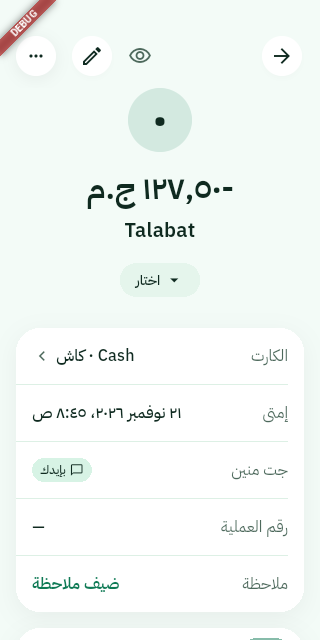 DEBUG
-١٢٧,٥٠ ج.م
Talabat
اختار
الكارت
كاش · Cash
إمتى
٢١ نوفمبر ٢٠٢٦، ٨:٤٥ ص
جت منين
بإيدك
رقم العملية
—
ملاحظة
ضيف ملاحظة